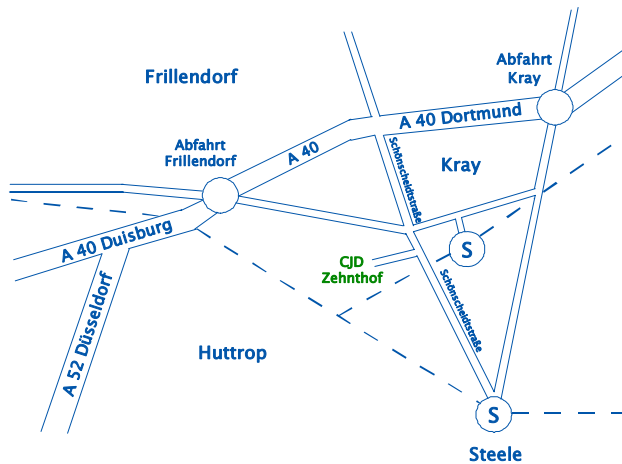 Abfahrt
Kray
Frillendorf
A 40 Dortmund
Abfahrt
Frillendorf
A 40
Schönscheidtstraße
Kray
A 40 Duisburg
S
CJD
Zehnthof
A 52 Düsseldorf
Schönscheidtstraße
Huttrop
S
Steele